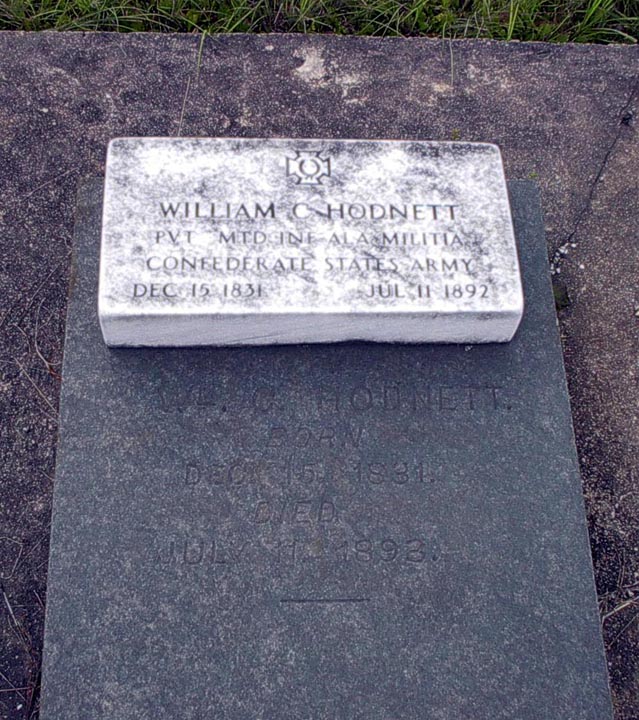 WILLIAM C HODNETT
PVT MTD INF ALA MILITIA
CONFEDERATE STATES ARMY
DEC 15 1831 JUL 11 1892
C. HODNETT.
BORN
DEC. 15, 1831.
DIED
JULY 11, 1893.